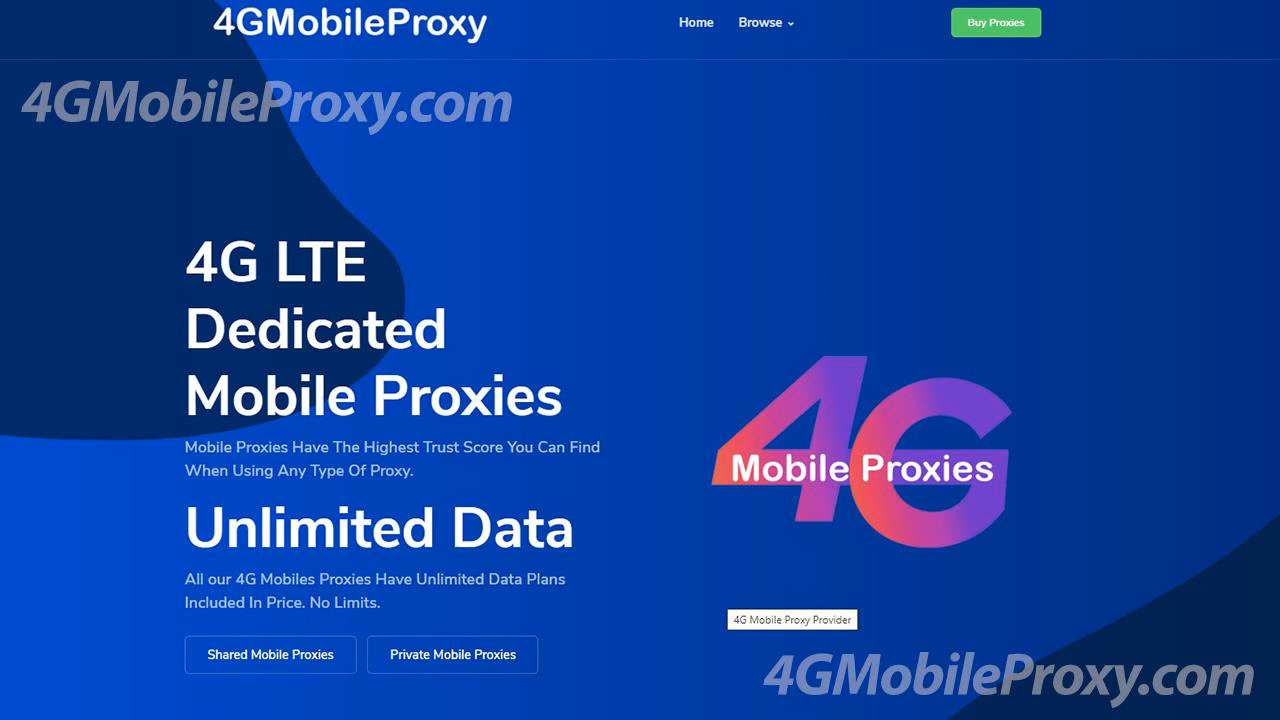 4GMobileProxy
Home
Browse
Buy Proxies
4GMobileProxy.com
4G LTE
Dedicated
Mobile Proxies
Mobile Proxies Have The Highest Trust Score You Can Find
When Using Any Type Of Proxy.
Unlimited Data
All our 4G Mobiles Proxies Have Unlimited Data Plans
Included In Price. No Limits.
Shared Mobile Proxies
Private Mobile Proxies
4G
Mobile Proxies
4G Mobile Proxy Provider
4GMobileProxy.com